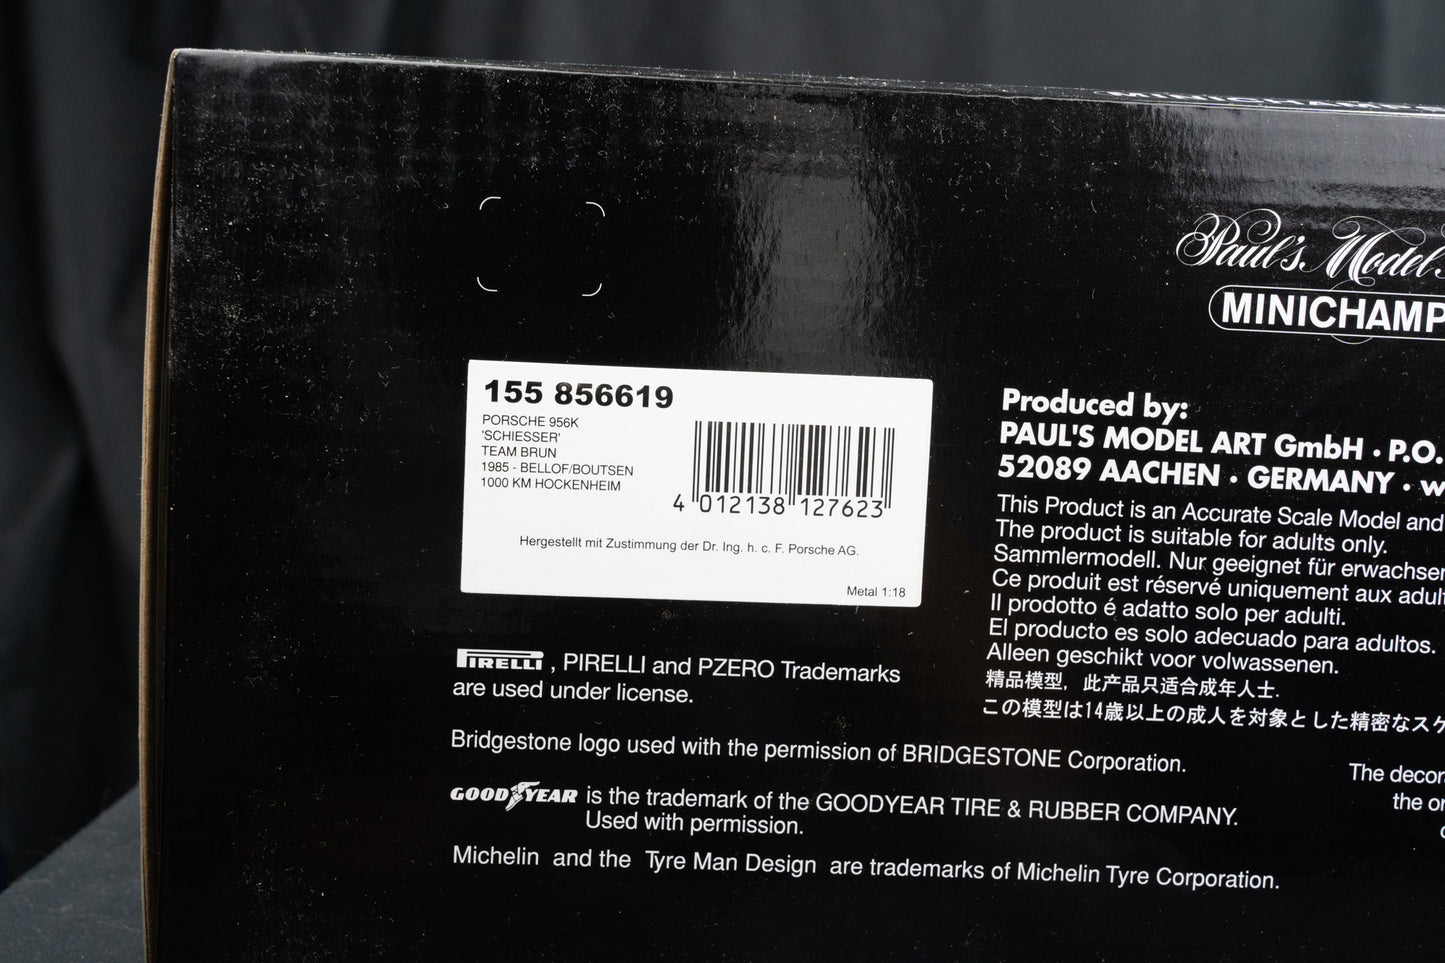 Paul's Model
MINICHAMP
155 856619
PORSCHE 956K
'SCHIESSER'
TEAM BRUN
1985 - BELLOF/BOUTSEN
1000 KM HOCKENHEIM
4 012138 127623
Hergestellt mit Zustimmung der Dr. Ing. h. c. F. Porsche AG.
Metal 1:18
Produced by:
PAUL'S MODEL ART GmbH · P.O.
52089 AACHEN · GERMANY · w
This Product is an Accurate Scale Model and
The product is suitable for adults only.
Sammlermodell. Nur geeignet für erwachsen
Ce produit est réservé uniquement aux adult
Il prodotto é adatto solo per adulti.
El producto es solo adecuado para adultos.
Alleen geschikt voor volwassenen.
精品模型，此产品只适合成年人士.
この模型は14歳以上の成人を対象とした精密なスケ
PIRELLI , PIRELLI and PZERO Trademarks
are used under license.
Bridgestone logo used with the permission of BRIDGESTONE Corporation.
GOODYEAR is the trademark of the GOODYEAR TIRE & RUBBER COMPANY.
Used with permission.
Michelin and the Tyre Man Design are trademarks of Michelin Tyre Corporation.
The decor
the or